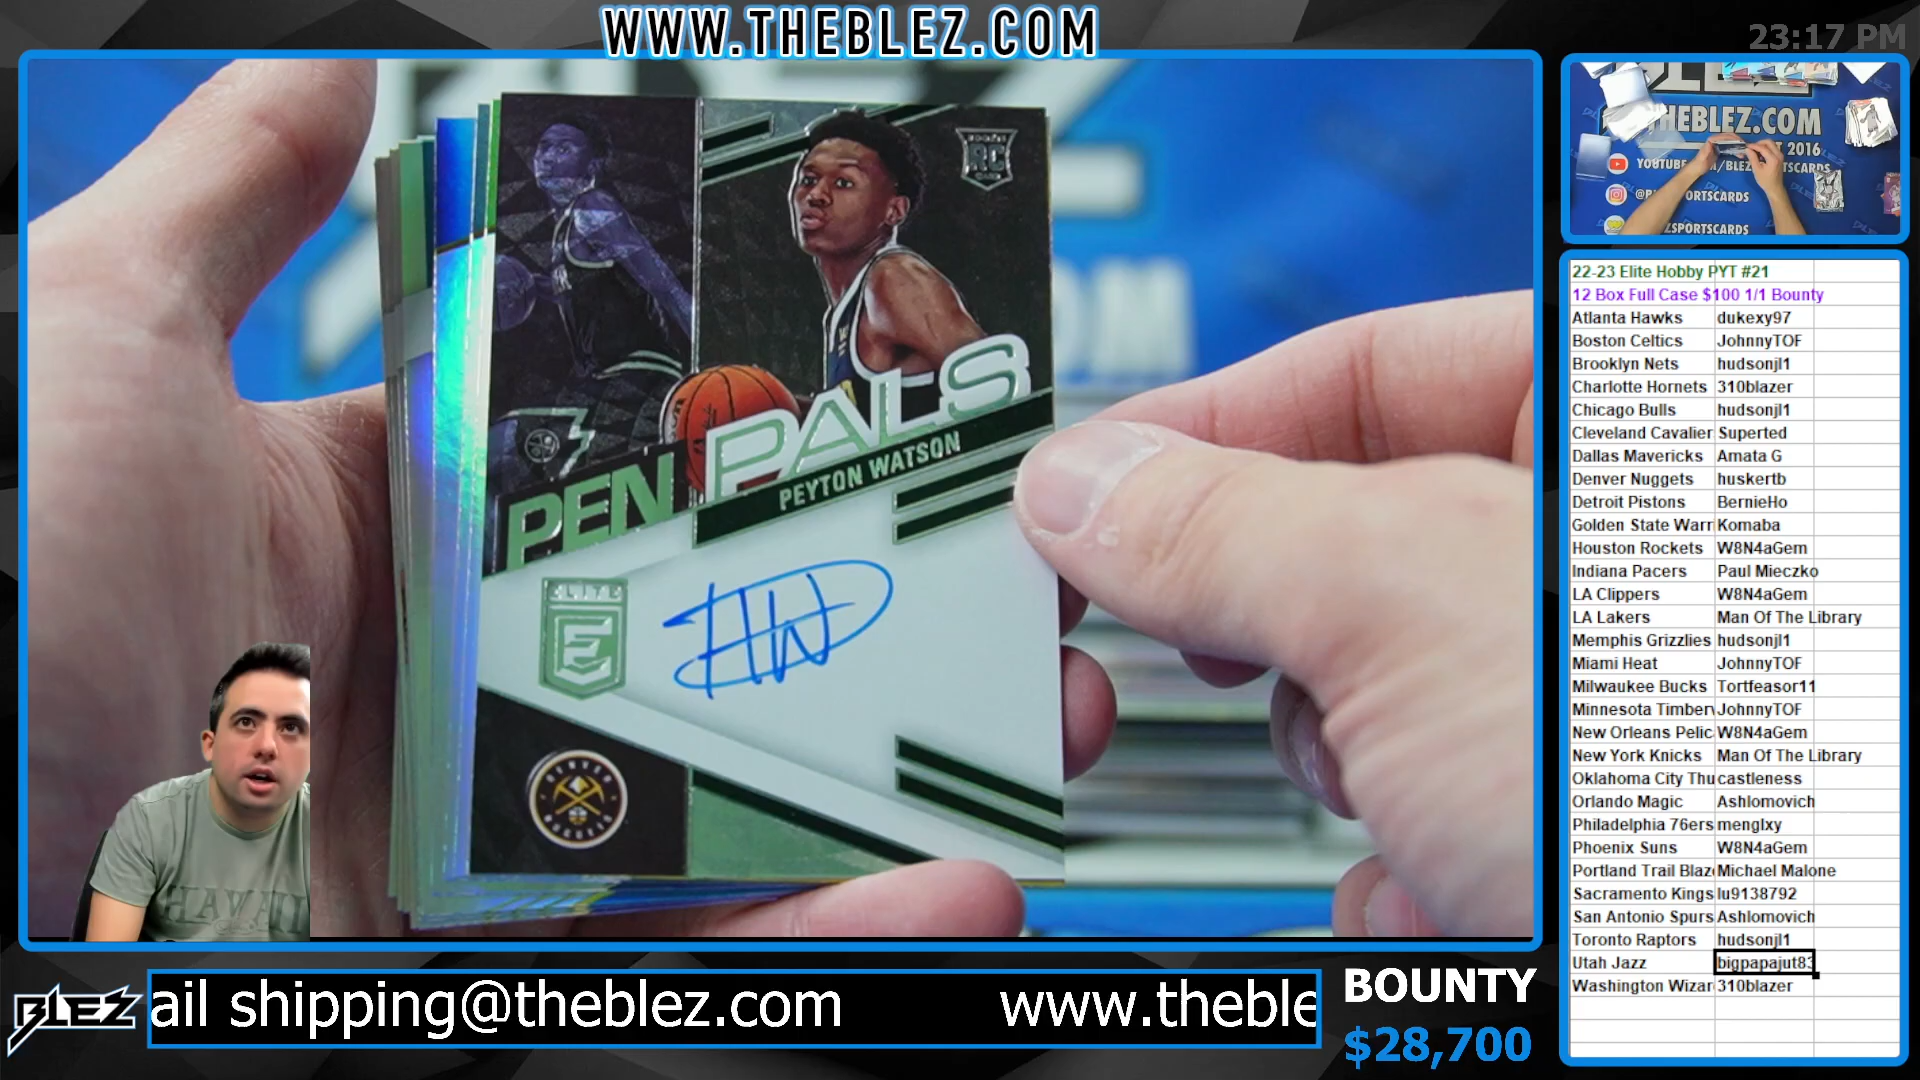 WWW.THEBLEZ.COM
23:17 PM
RC
PEN PALS
PEYTON WATSON
ELITE
E
DENVER
NUGGETS
THEBLEZ.COM
2016
YOUTUBE
SPORTSCARDS
22-23 Elite Hobby PYT #21
12 Box Full Case $100 1/1 Bounty
Atlanta Hawks dukexy97
Boston Celtics JohnnyTOF
Brooklyn Nets hudsonjl1
Charlotte Hornets 310blazer
Chicago Bulls hudsonjl1
Cleveland Cavalier Superted
Dallas Mavericks Amata G
Denver Nuggets huskertb
Detroit Pistons BernieHo
Golden State Warr Komaba
Houston Rockets W8N4aGem
Indiana Pacers Paul Mieczko
LA Clippers W8N4aGem
LA Lakers Man Of The Library
Memphis Grizzlies hudsonjl1
Miami Heat JohnnyTOF
Milwaukee Bucks Tortfeasor11
Minnesota Timberv JohnnyTOF
New Orleans Pelic W8N4aGem
New York Knicks Man Of The Library
Oklahoma City Thu castleness
Orlando Magic Ashlomovich
Philadelphia 76ers menglxy
Phoenix Suns W8N4aGem
Portland Trail Blaz Michael Malone
Sacramento Kings lu9138792
San Antonio Spurs Ashlomovich
Toronto Raptors hudsonjl1
Utah Jazz bigpapajut83
Washington Wizar 310blazer
BLEZ
ail shipping@theblez.com www.theble
BOUNTY
$28,700